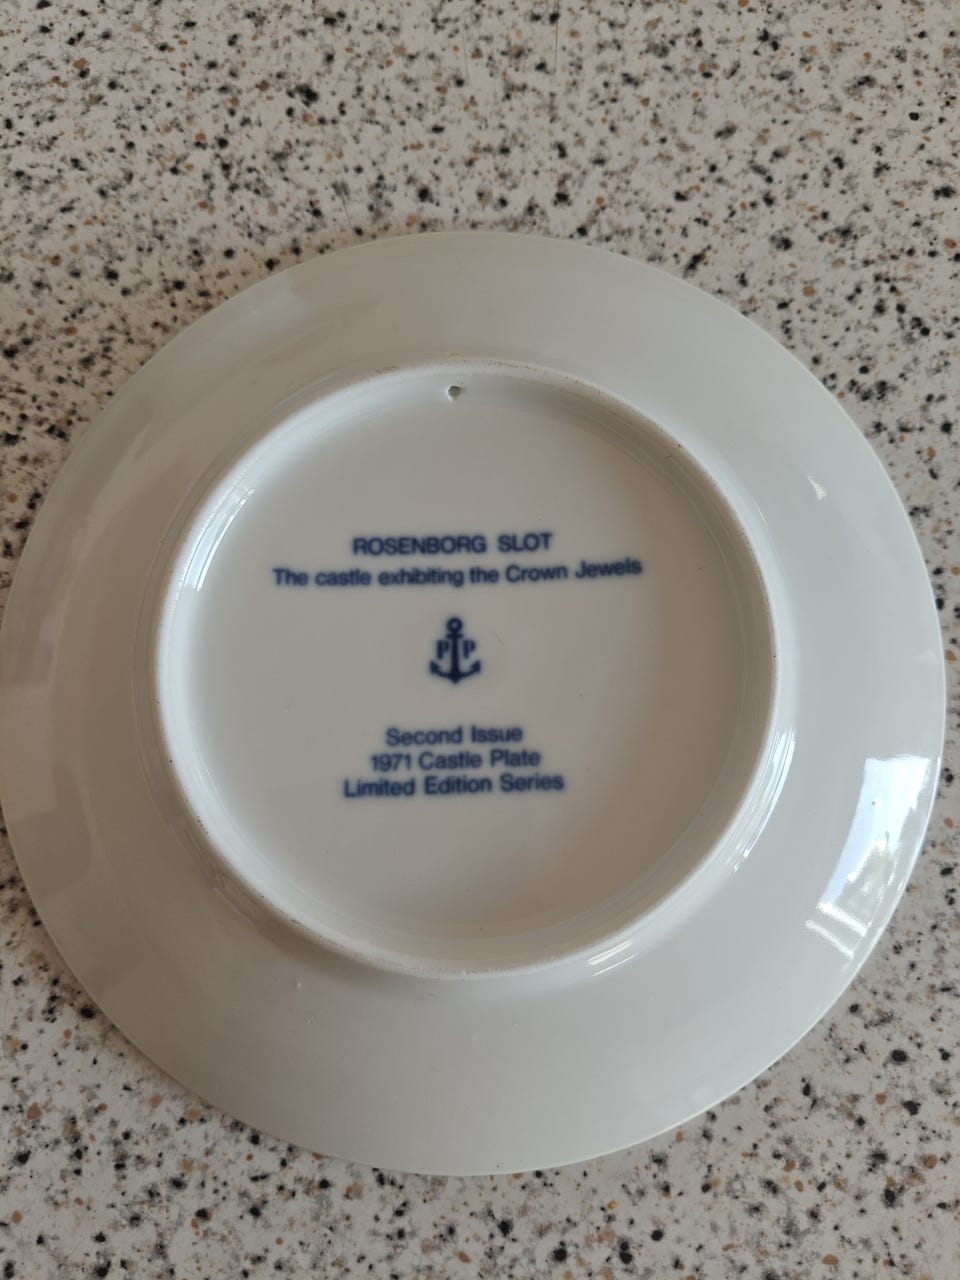 ROSENBORG SLOT
The castle exhibiting the Crown Jewels
P P
Second Issue
1971 Castle Plate
Limited Edition Series